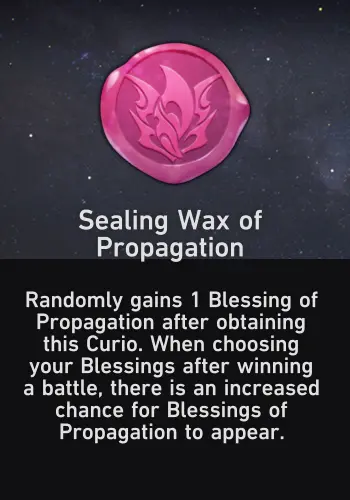 Sealing Wax of
Propagation
Randomly gains 1 Blessing of
Propagation after obtaining
this Curio. When choosing
your Blessings after winning
a battle, there is an increased
chance for Blessings of
Propagation to appear.